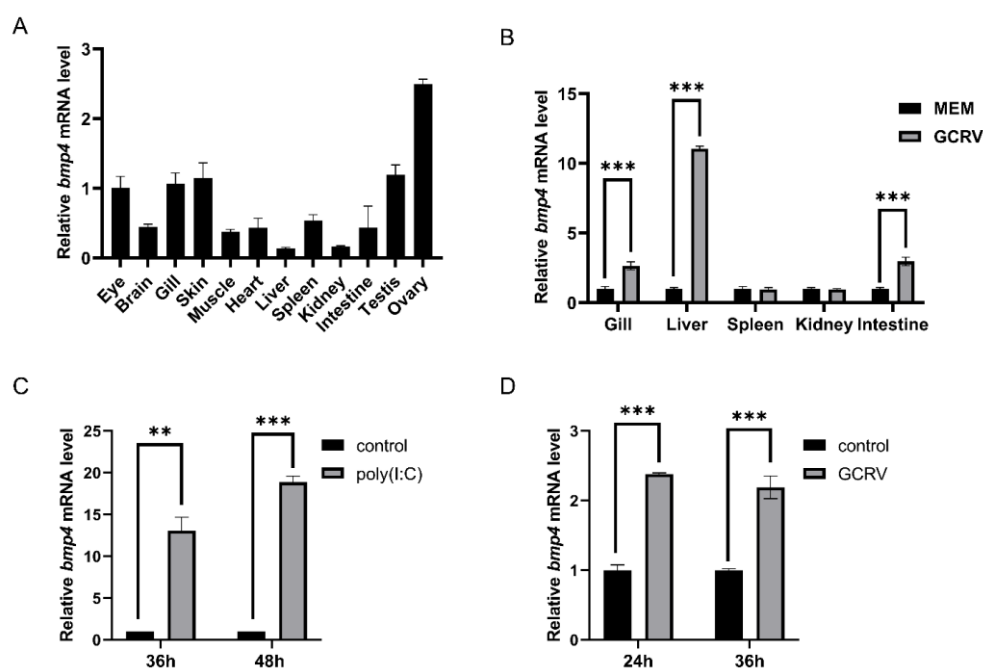 A
Relative bmp4 mRNA level
3
2
1
0
Eye
Brain
Gill
Skin
Muscle
Heart
Liver
Spleen
Kidney
Intestine
Testis
Ovary
B
Relative bmp4 mRNA level
15
10
5
0
***
***
***
MEM
GCRV
Gill Liver Spleen Kidney Intestine
C
Relative bmp4 mRNA level
25
20
15
10
5
0
**
***
control
poly(I:C)
36h 48h
D
Relative bmp4 mRNA level
3
2
1
0
***
***
control
GCRV
24h 36h